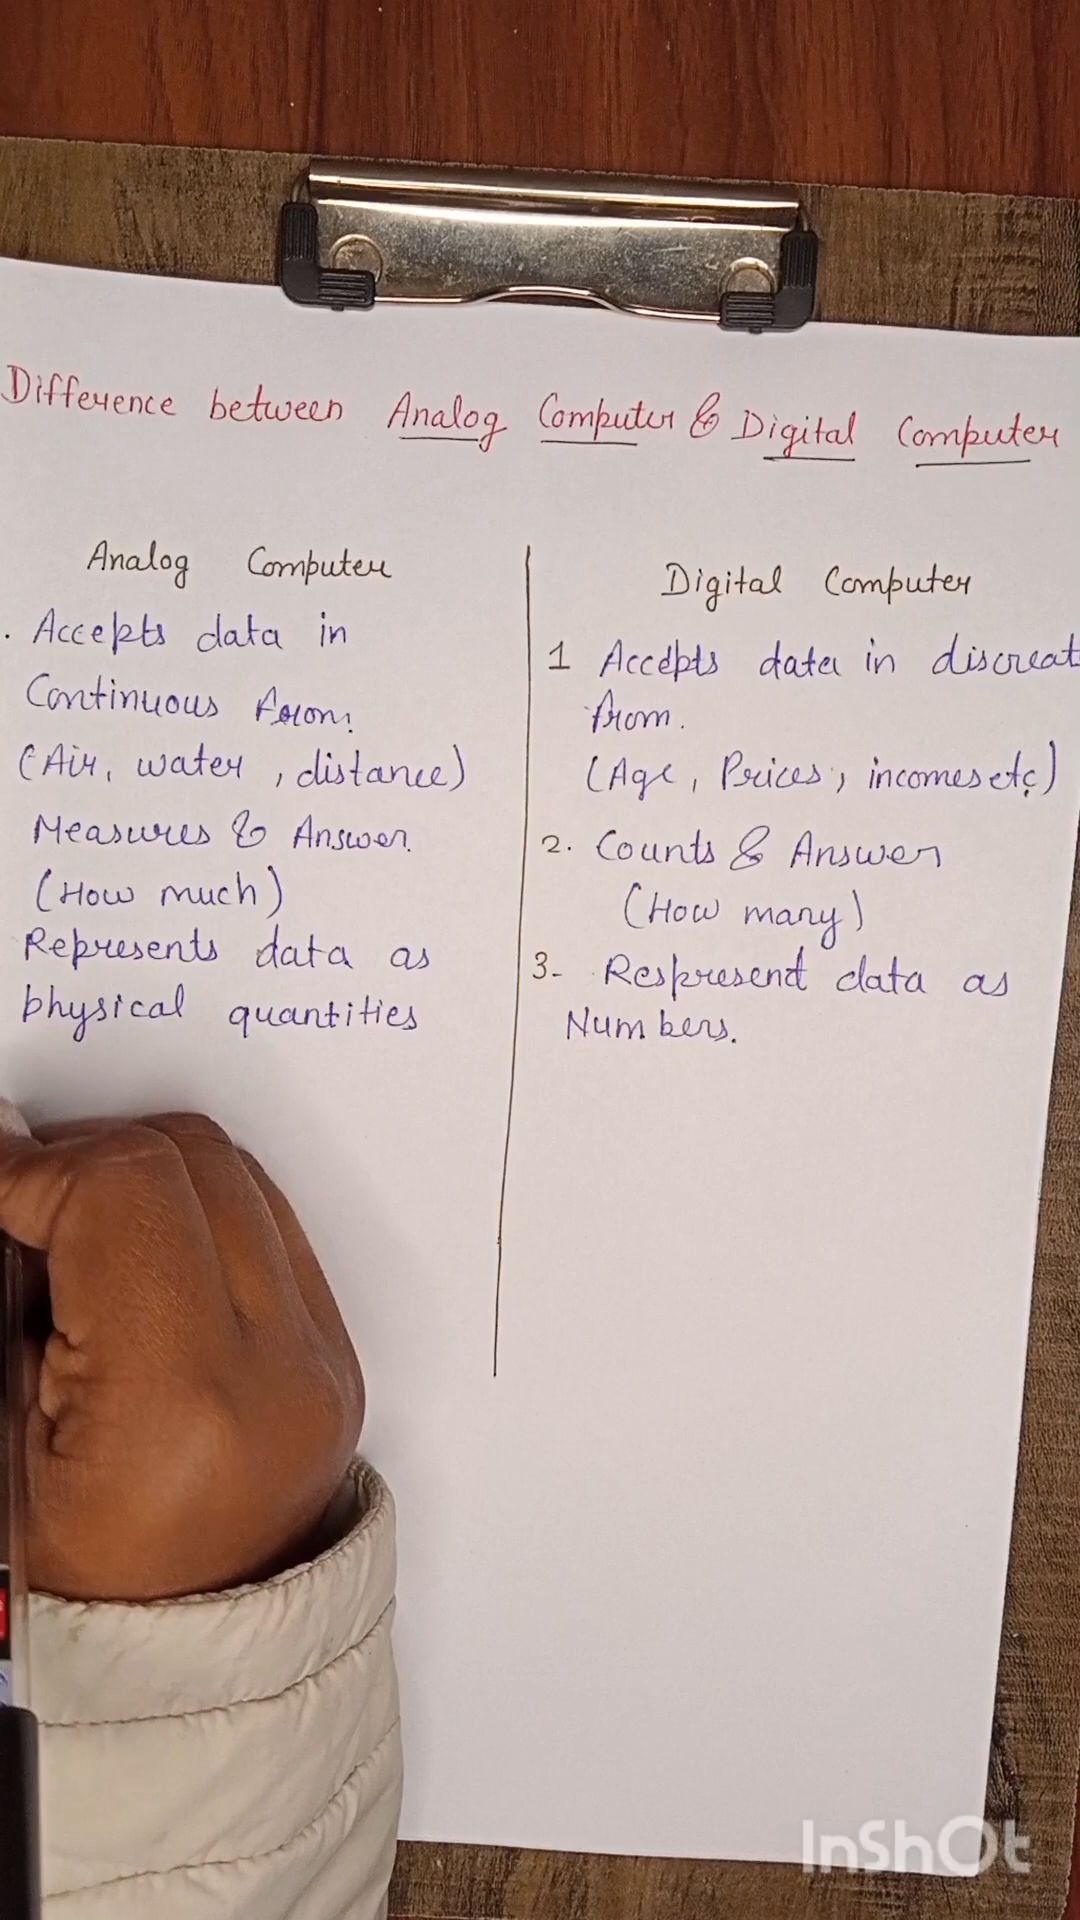 Difference between Analog Computer & Digital Computer
Analog Computer
. Accepts data in
Continuous form.
(Air, water, distance)
Measures & Answer.
(How much)
Represents data as
physical quantities
Digital Computer
1 Accepts data in discreat
from.
(Age, Prices, incomes etc)
2. Counts & Answer
(How many)
3- Respresend data as
Numbers.
InShOt